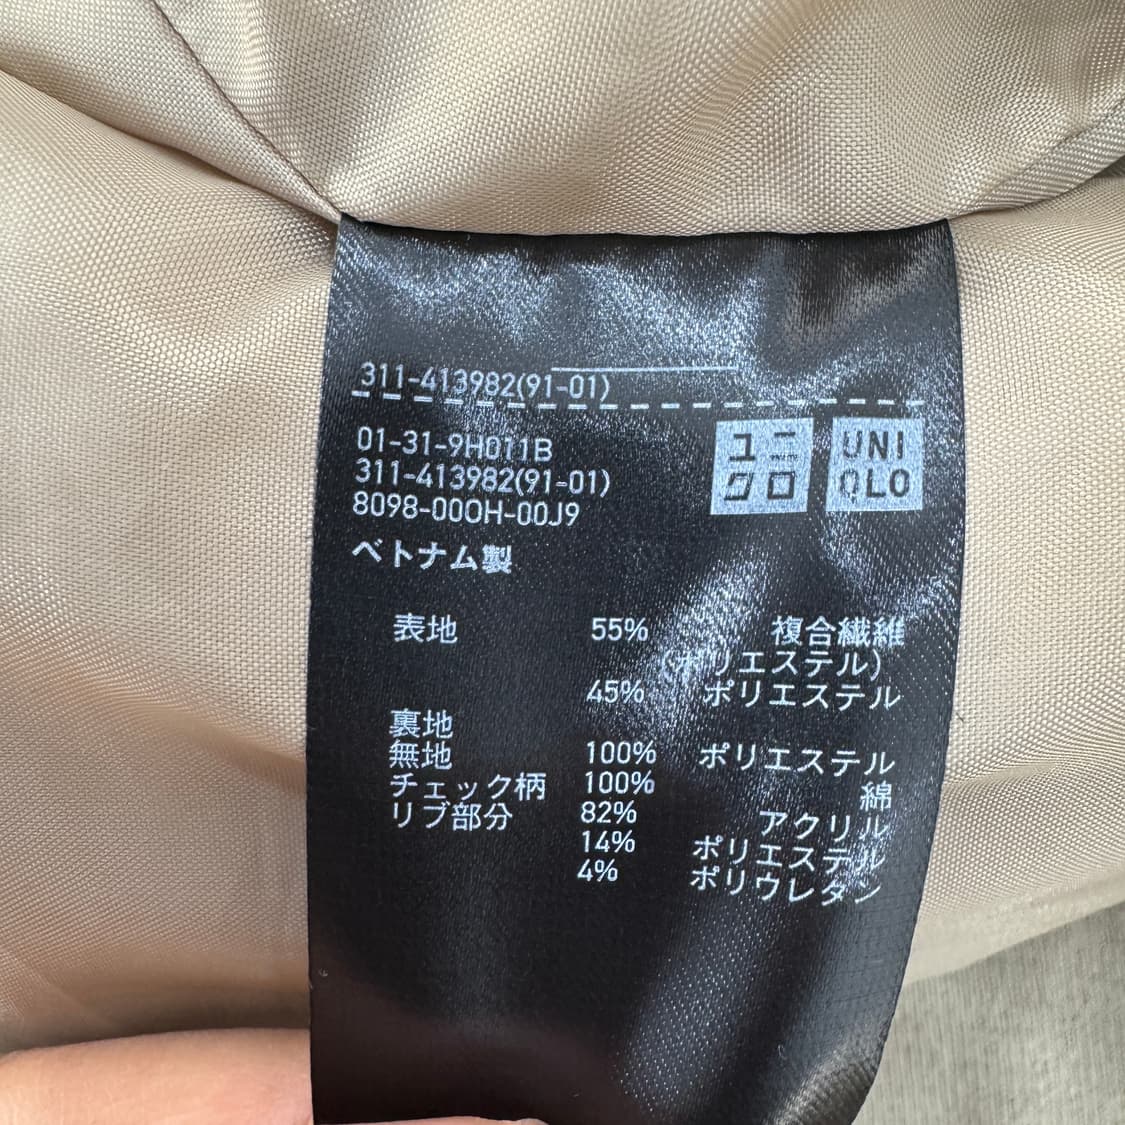 311-413982(91-01)
01-31-9H011B
311-413982(91-01)
8098-00OH-00J9
ユニクロ
UNIQLO
ベトナム製
表地 55% 複合繊維
(ポリエステル)
45% ポリエステル
裏地
無地 100% ポリエステル
チェック柄 100% 綿
リブ部分 82% アクリル
14% ポリエステル
4% ポリウレタン